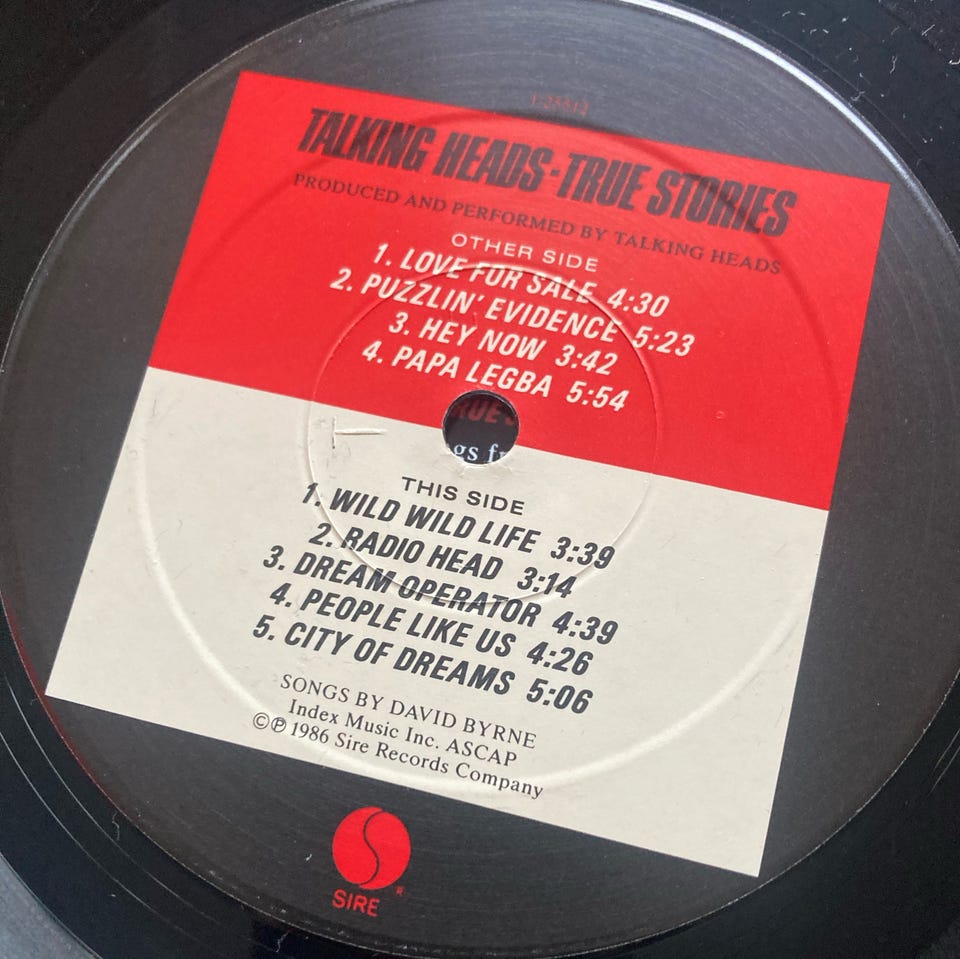 1-25512
TALKING HEADS-TRUE STORIES
PRODUCED AND PERFORMED BY TALKING HEADS
OTHER SIDE
1. LOVE FOR SALE 4:30
2. PUZZLIN' EVIDENCE 5:23
3. HEY NOW 3:42
4. PAPA LEGBA 5:54
THIS SIDE
1. WILD WILD LIFE 3:39
2. RADIO HEAD 3:14
3. DREAM OPERATOR 4:39
4. PEOPLE LIKE US 4:26
5. CITY OF DREAMS 5:06
SONGS BY DAVID BYRNE
Index Music Inc. ASCAP
©℗ 1986 Sire Records Company
SIRE®